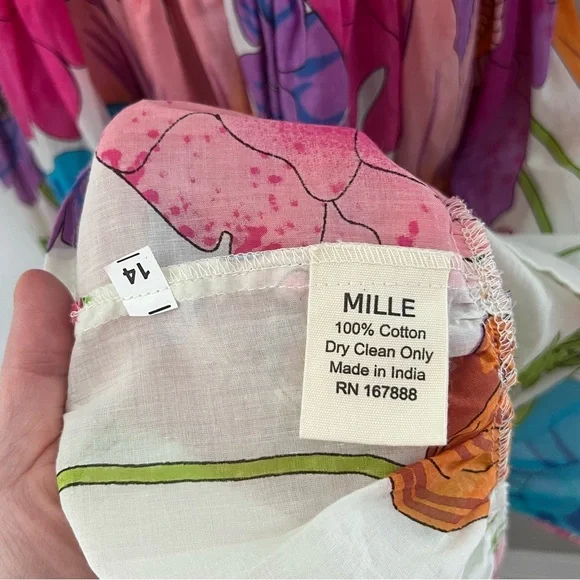 14
MILLE
100% Cotton
Dry Clean Only
Made in India
RN 167888